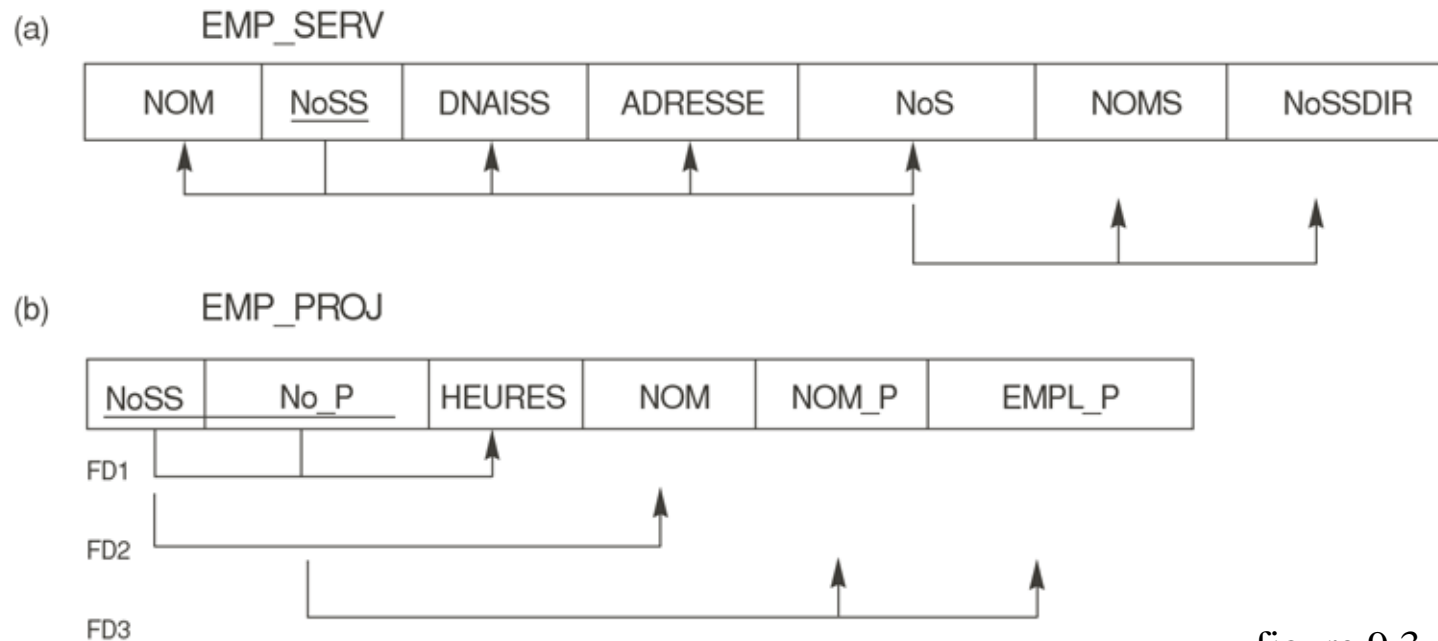 (a) EMP_SERV
NOM NoSS DNAISS ADRESSE NoS NOMS NoSSDIR
(b) EMP_PROJ
NoSS No_P HEURES NOM NOM_P EMPL_P
FD1
FD2
FD3